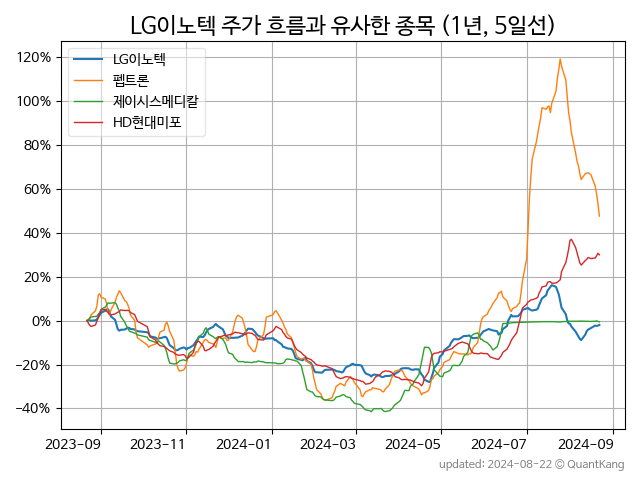 LG이노텍 주가 흐름과 유사한 종목 (1년, 5일선)
LG이노텍
펩트론
제이시스메디칼
HD현대미포
120%
100%
80%
60%
40%
20%
0%
−20%
−40%
2023-09 2023-11 2024-01 2024-03 2024-05 2024-07 2024-09
updated: 2024-08-22 © QuantKang